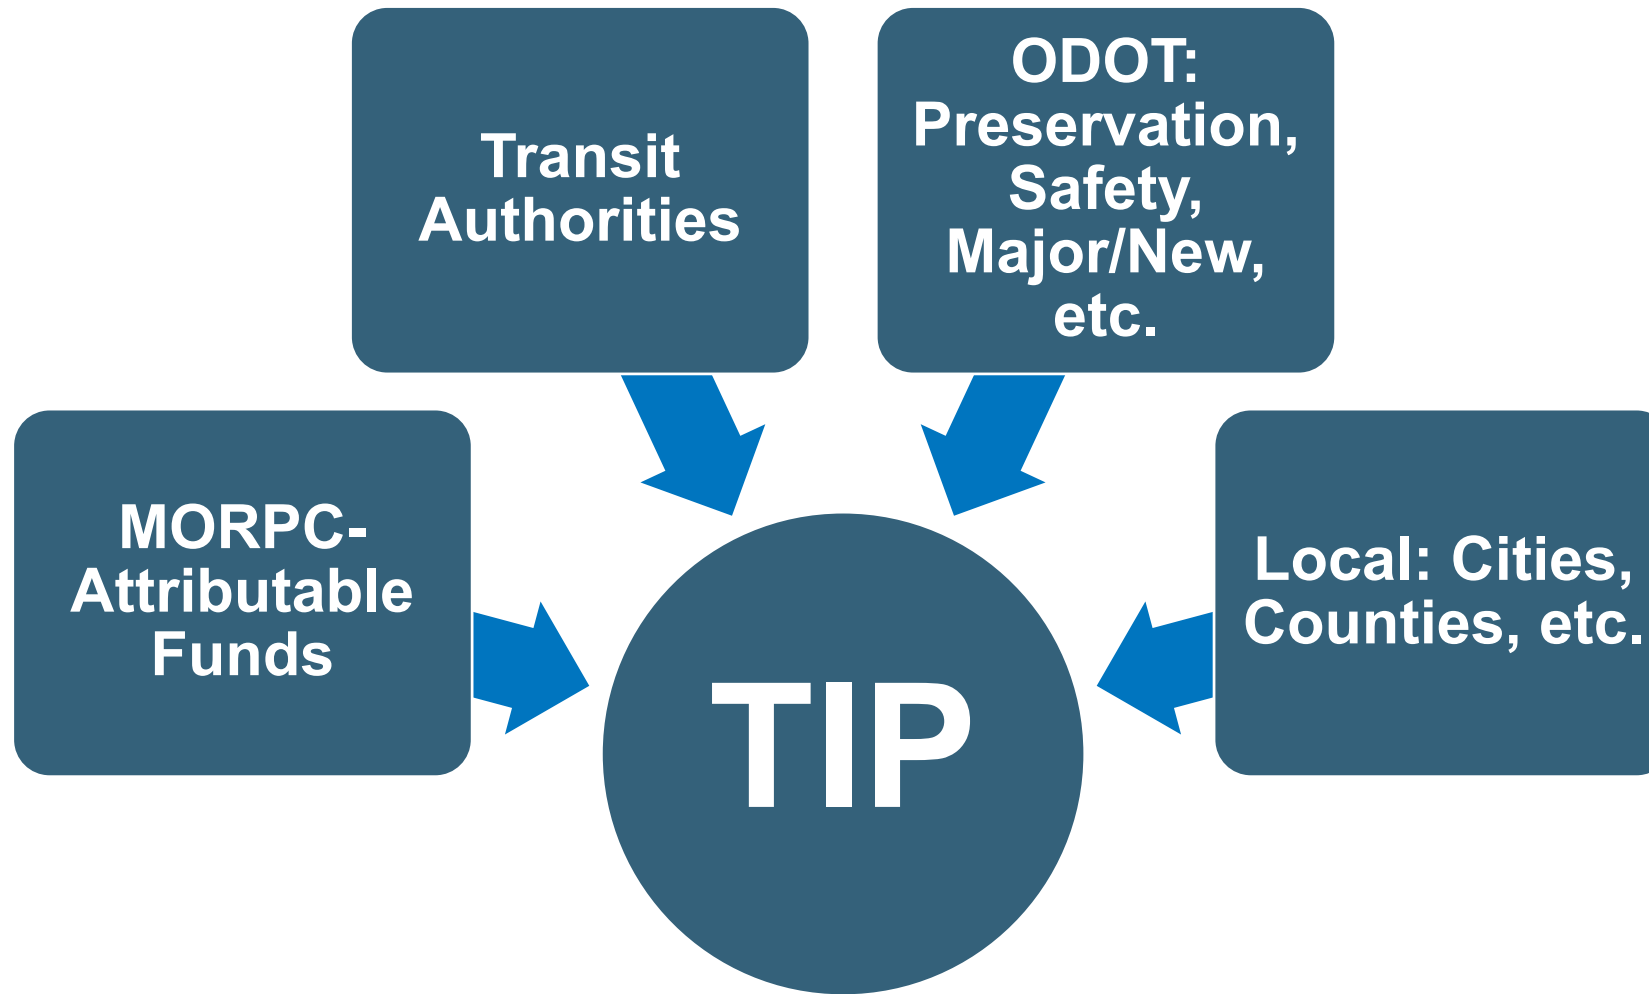 Transit
Authorities
ODOT:
Preservation,
Safety,
Major/New,
etc.
MORPC-
Attributable
Funds
Local: Cities,
Counties, etc.
TIP